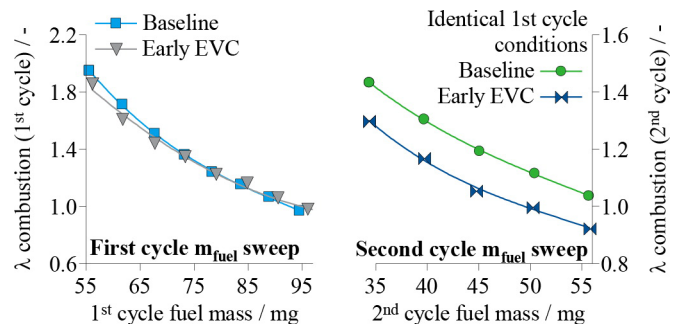 λ combustion (1st cycle) / -
2.2
1.8
1.4
1.0
0.6
Baseline
Early EVC
First cycle mfuel sweep
55 65 75 85 95
1st cycle fuel mass / mg
Identical 1st cycle
conditions
Baseline
Early EVC
Second cycle mfuel sweep
35 40 45 50 55
2nd cycle fuel mass / mg
1.6
1.4
1.2
1.0
0.8
λ combustion (2nd cycle) / -